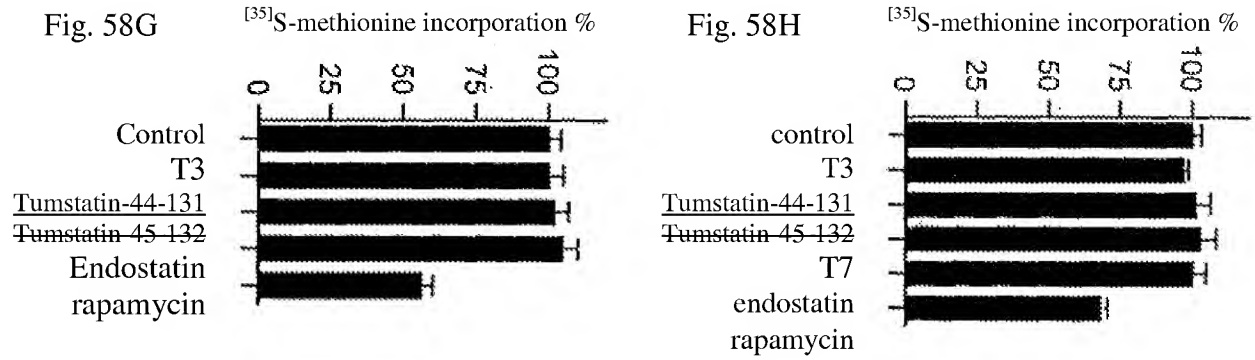 Fig. 58G
[35]S-methionine incorporation %
0 25 50 75 100
Control
T3
Tumstatin-44-131
Tumstatin-45-132
Endostatin
rapamycin
Fig. 58H
[35]S-methionine incorporation %
0 25 50 75 100
control
T3
Tumstatin-44-131
Tumstatin-45-132
T7
endostatin
rapamycin